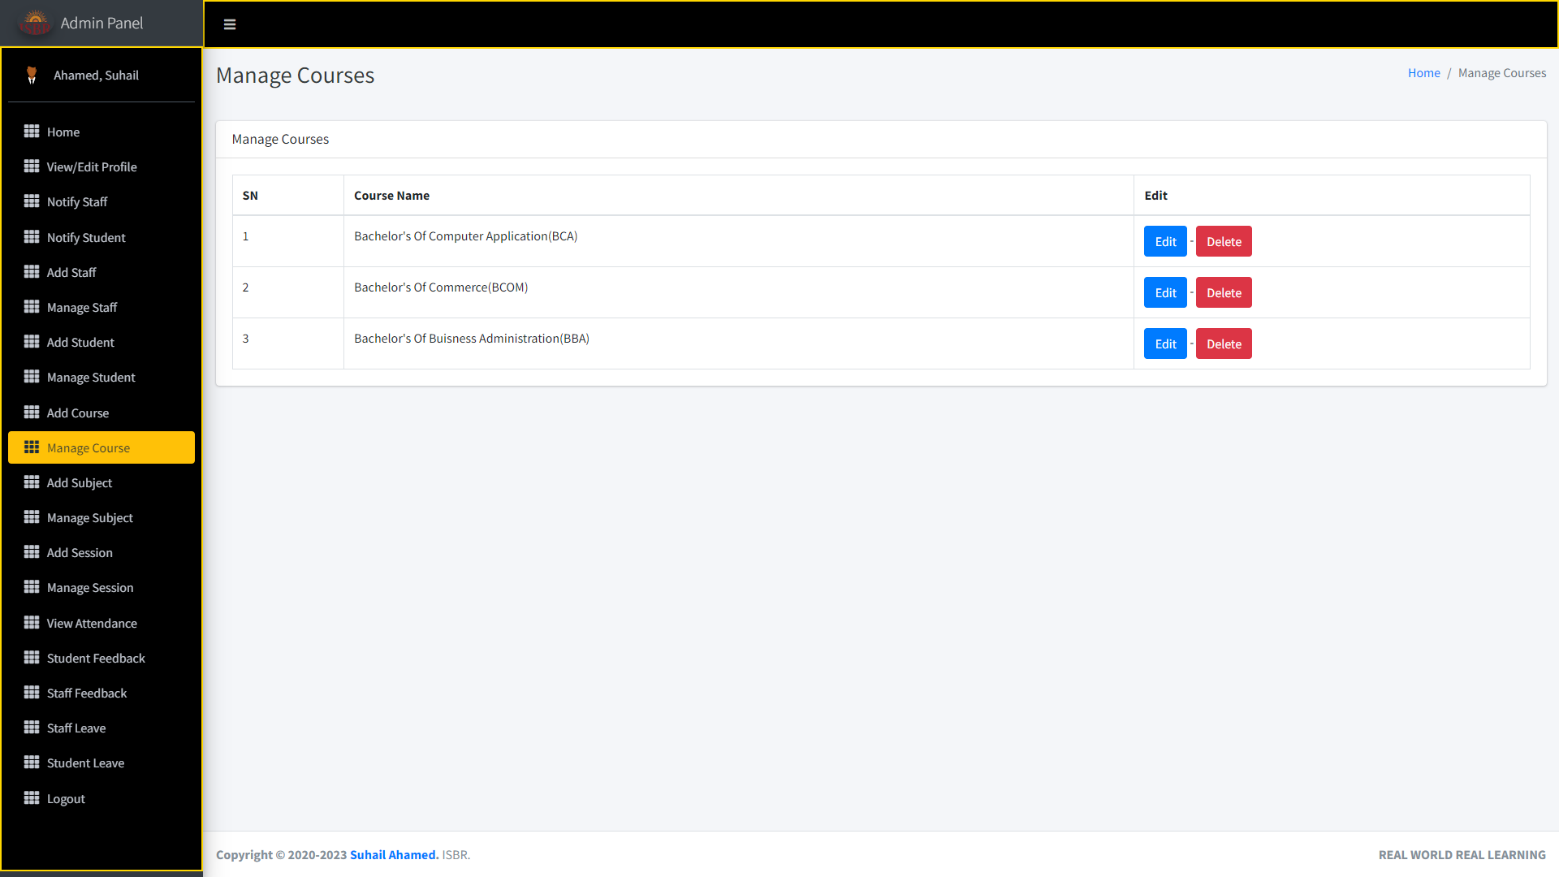 Admin Panel
Ahamed, Suhail
Home
View/Edit Profile
Notify Staff
Notify Student
Add Staff
Manage Staff
Add Student
Manage Student
Add Course
Manage Course
Add Subject
Manage Subject
Add Session
Manage Session
View Attendance
Student Feedback
Staff Feedback
Staff Leave
Student Leave
Logout
Manage Courses
Home / Manage Courses
Manage Courses
SN Course Name Edit
1 Bachelor's Of Computer Application(BCA) Edit - Delete
2 Bachelor's Of Commerce(BCOM) Edit - Delete
3 Bachelor's Of Buisness Administration(BBA) Edit - Delete
Copyright © 2020-2023 Suhail Ahamed. ISBR. REAL WORLD REAL LEARNING